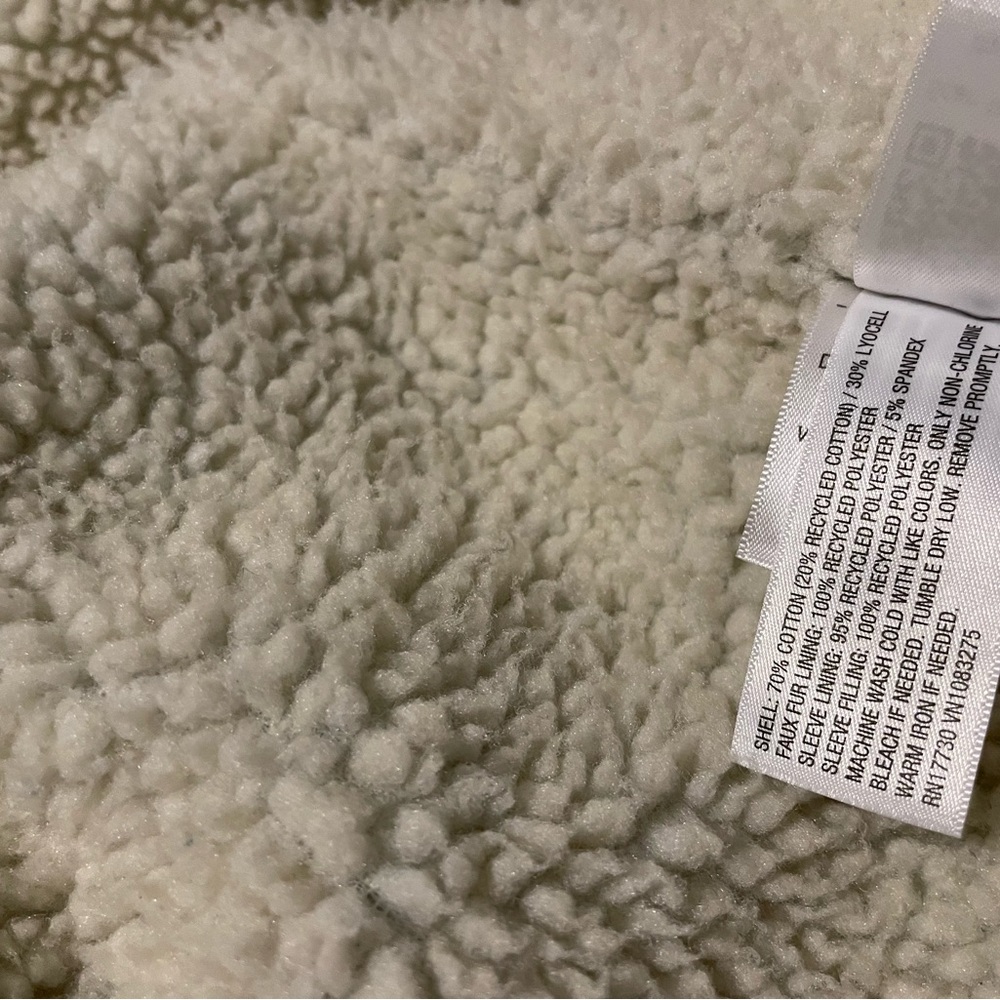 SHELL: 70% COTTON (20% RECYCLED COTTON) / 30% LYOCELL
FAUX FUR LINING: 100% RECYCLED POLYESTER
SLEEVE LINING: 95% RECYCLED POLYESTER / 5% SPANDEX
SLEEVE FILLING: 100% RECYCLED POLYESTER
MACHINE WASH COLD WITH LIKE COLORS. ONLY NON-CHLORINE
BLEACH IF NEEDED. TUMBLE DRY LOW. REMOVE PROMPTLY.
WARM IRON IF NEEDED.
RN17730 VN1083275